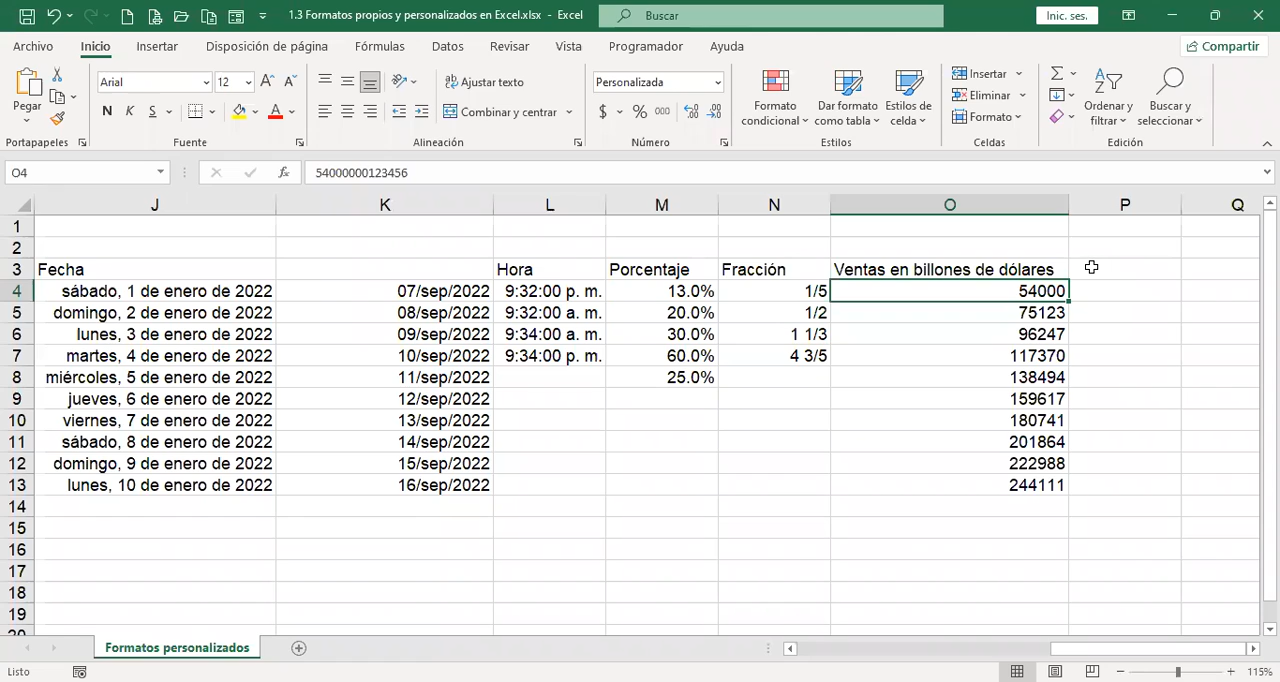 1.3 Formatos propios y personalizados en Excel.xlsx - Excel
Buscar
Inic. ses.
Archivo Inicio Insertar Disposición de página Fórmulas Datos Revisar Vista Programador Ayuda
Compartir
Pegar
Portapapeles
Arial 12
N K S
Fuente
Ajustar texto
Combinar y centrar
Alineación
Personalizada
$ % 000
Número
Formato condicional
Dar formato como tabla
Estilos de celda
Estilos
Insertar
Eliminar
Formato
Celdas
Ordenar y filtrar
Buscar y seleccionar
Edición
O4 fx 54000000123456
J K L M N O P Q
1
2
3 Fecha Hora Porcentaje Fracción Ventas en billones de dólares
4 sábado, 1 de enero de 2022 07/sep/2022 9:32:00 p. m. 13.0% 1/5 54000
5 domingo, 2 de enero de 2022 08/sep/2022 9:32:00 a. m. 20.0% 1/2 75123
6 lunes, 3 de enero de 2022 09/sep/2022 9:34:00 a. m. 30.0% 1 1/3 96247
7 martes, 4 de enero de 2022 10/sep/2022 9:34:00 p. m. 60.0% 4 3/5 117370
8 miércoles, 5 de enero de 2022 11/sep/2022 25.0% 138494
9 jueves, 6 de enero de 2022 12/sep/2022 159617
10 viernes, 7 de enero de 2022 13/sep/2022 180741
11 sábado, 8 de enero de 2022 14/sep/2022 201864
12 domingo, 9 de enero de 2022 15/sep/2022 222988
13 lunes, 10 de enero de 2022 16/sep/2022 244111
14
15
16
17
18
19
20
Formatos personalizados
Listo
115%